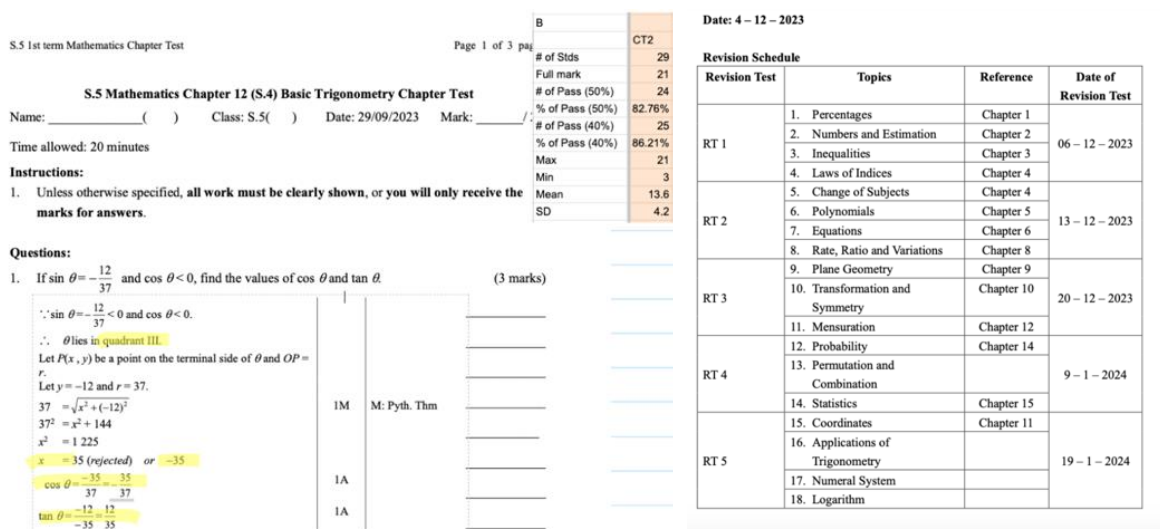 S.5 1st term Mathematics Chapter Test
Page 1 of 3 pag
S.5 Mathematics Chapter 12 (S.4) Basic Trigonometry Chapter Test
Name: ____________( ) Class: S.5( ) Date: 29/09/2023 Mark: ______/
Time allowed: 20 minutes
Instructions:
1. Unless otherwise specified, all work must be clearly shown, or you will only receive the
marks for answers.
Questions:
1. If sin θ = −12/37 and cos θ < 0, find the values of cos θ and tan θ. (3 marks)
∵ sin θ = −12/37 < 0 and cos θ < 0.
∴ θ lies in quadrant III.
Let P(x , y) be a point on the terminal side of θ and OP =
r.
Let y = −12 and r = 37.
37 = √x² + (−12)² 1M M: Pyth. Thm
37² = x² + 144
x² = 1 225
x = 35 (rejected) or −35
cos θ = −35/37 = −35/37 1A
tan θ = −12/−35 = 12/35 1A
B
CT2
# of Stds 29
Full mark 21
# of Pass (50%) 24
% of Pass (50%) 82.76%
# of Pass (40%) 25
% of Pass (40%) 86.21%
Max 21
Min 3
Mean 13.6
SD 4.2
Date: 4 – 12 – 2023
Revision Schedule
Revision Test Topics Reference Date of
Revision Test
RT 1
1. Percentages Chapter 1
2. Numbers and Estimation Chapter 2
3. Inequalities Chapter 3
4. Laws of Indices Chapter 4
06 – 12 – 2023
RT 2
5. Change of Subjects Chapter 4
6. Polynomials Chapter 5
7. Equations Chapter 6
8. Rate, Ratio and Variations Chapter 8
13 – 12 – 2023
RT 3
9. Plane Geometry Chapter 9
10. Transformation and Chapter 10
Symmetry
11. Mensuration Chapter 12
20 – 12 – 2023
RT 4
12. Probability Chapter 14
13. Permutation and
Combination
14. Statistics Chapter 15
9 – 1 – 2024
RT 5
15. Coordinates Chapter 11
16. Applications of
Trigonometry
17. Numeral System
18. Logarithm
19 – 1 – 2024